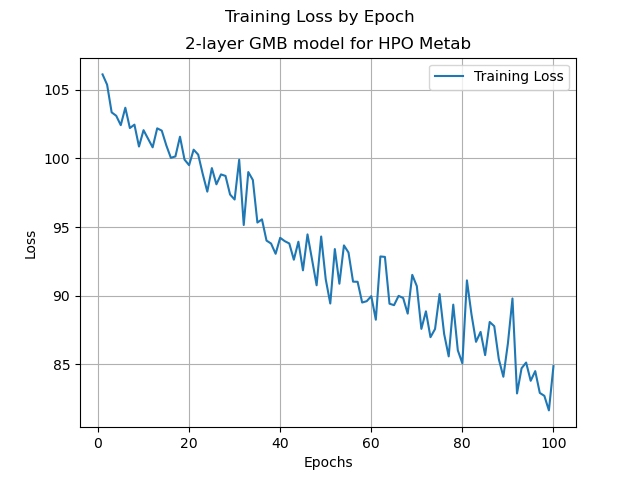 Training Loss by Epoch
2-layer GMB model for HPO Metab
Training Loss
105
100
95
90
85
Loss
0 20 40 60 80 100
Epochs